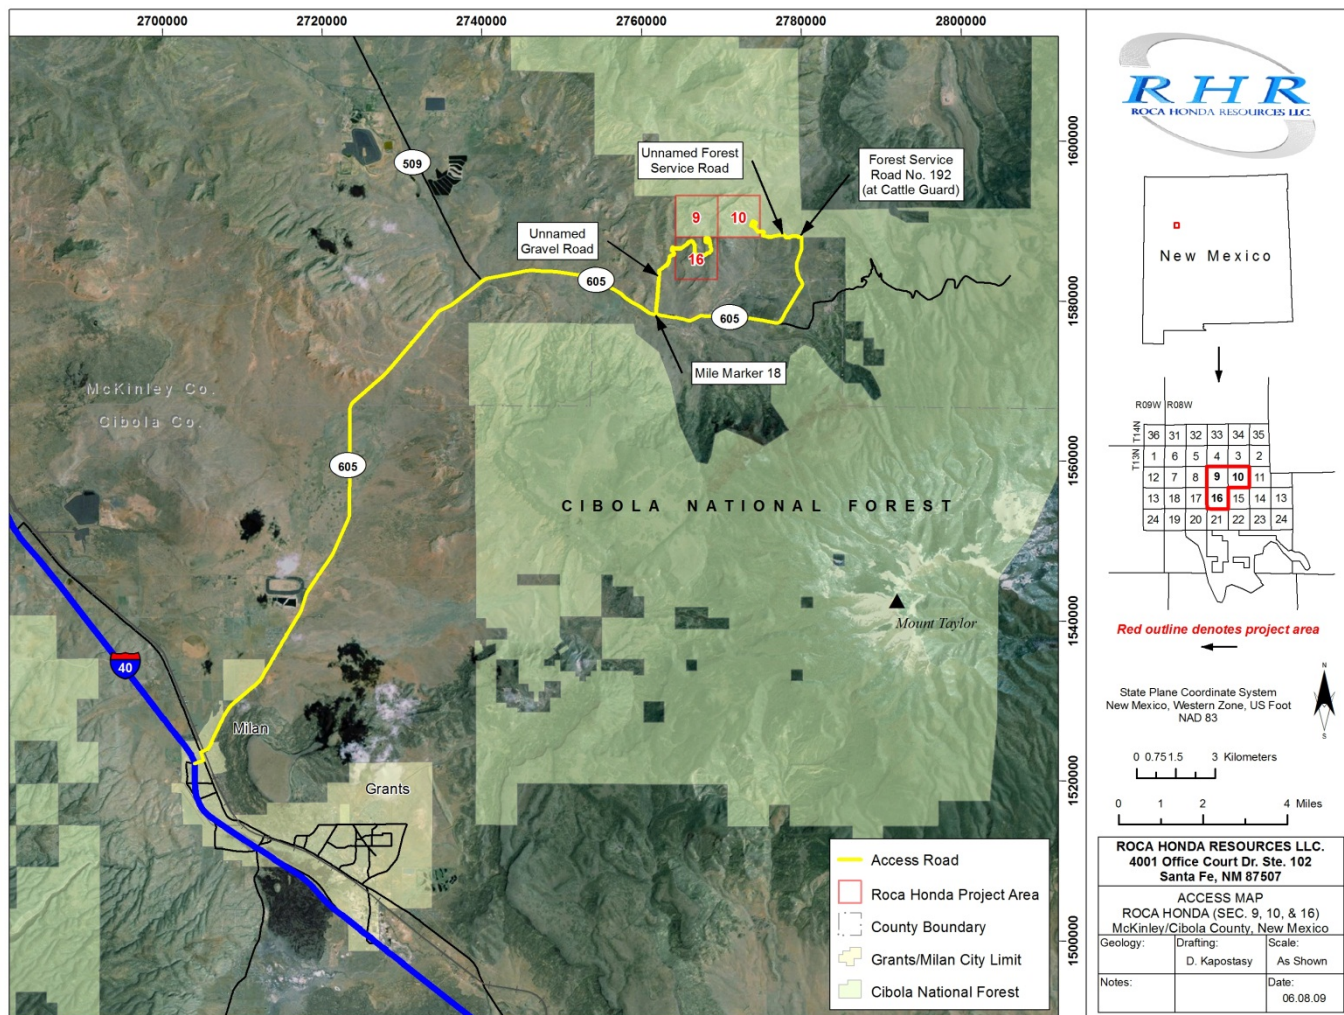 2700000
2720000
2740000
2760000
2780000
2800000
1600000
1580000
1560000
1540000
1520000
1500000
509
Unnamed Forest
Service Road
Forest Service
Road No. 192
(at Cattle Guard)
9
10
Unnamed
Gravel Road
16
605
605
Mile Marker 18
McKinley Co.
Cibola Co.
605
CIBOLA NATIONAL FOREST
Mount Taylor
40
Milan
Grants
Access Road
Roca Honda Project Area
County Boundary
Grants/Milan City Limit
Cibola National Forest
RHR
ROCA HONDA RESOURCES LLC.
New Mexico
R09W R08W
T14N
T13N
36 31 32 33 34 35
1 6 5 4 3 2
12 7 8 9 10 11
13 18 17 16 15 14 13
24 19 20 21 22 23 24
Red outline denotes project area
N
S
State Plane Coordinate System
New Mexico, Western Zone, US Foot
NAD 83
0 0.75 1.5 3 Kilometers
0 1 2 4 Miles
ROCA HONDA RESOURCES LLC.
4001 Office Court Dr. Ste. 102
Santa Fe, NM 87507
ACCESS MAP
ROCA HONDA (SEC. 9, 10, & 16)
McKinley/Cibola County, New Mexico
Geology: Drafting: Scale:
D. Kapostasy As Shown
Notes: Date:
06.08.09